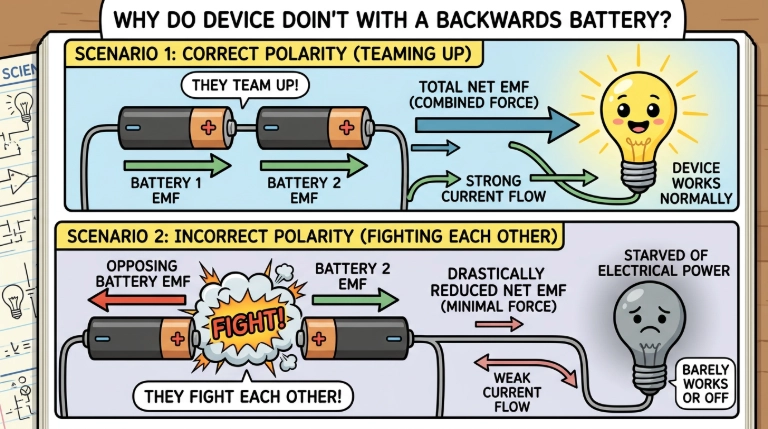 WHY DO DEVICE DOIN'T WITH A BACKWARDS BATTERY?
SCIEN
SCENARIO 1: CORRECT POLARITY (TEAMING UP)
THEY TEAM UP!
- +
- +
BATTERY 1
EMF
BATTERY 2
EMF
TOTAL NET EMF
(COMBINED FORCE)
STRONG
CURRENT FLOW
DEVICE
WORKS
NORMALLY
SCENARIO 2: INCORRECT POLARITY (FIGHTING EACH OTHER)
OPPOSING
BATTERY EMF
BATTERY 2
EMF
- +
FIGHT!
+ -
THEY FIGHT EACH OTHER!
DRASTICALLY
REDUCED NET EMF
(MINIMAL FORCE)
WEAK
CURRENT
FLOW
STARVED OF
ELECTRICAL POWER
BARELY
WORKS
OR OFF